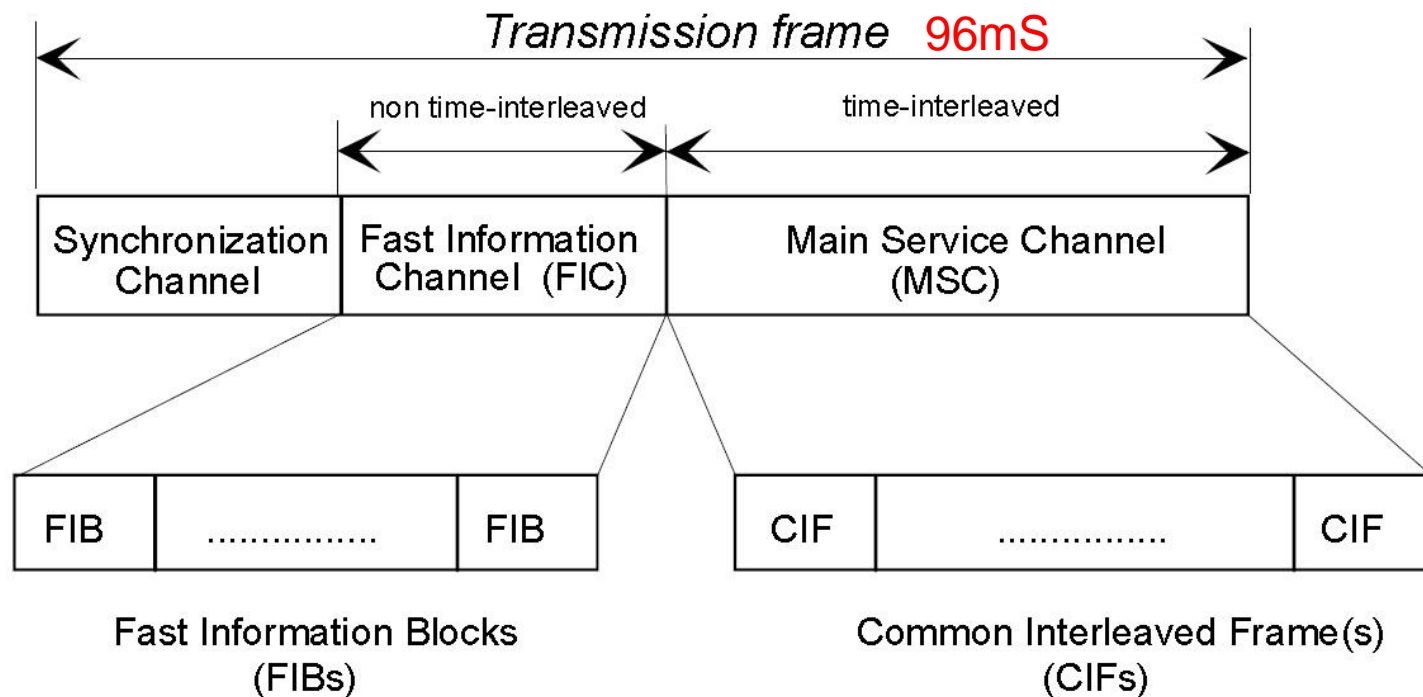 Transmission frame 96mS
non time-interleaved time-interleaved
Synchronization Channel
Fast Information Channel (FIC)
Main Service Channel (MSC)
FIB ................ FIB
CIF ................. CIF
Fast Information Blocks
(FIBs)
Common Interleaved Frame(s)
(CIFs)